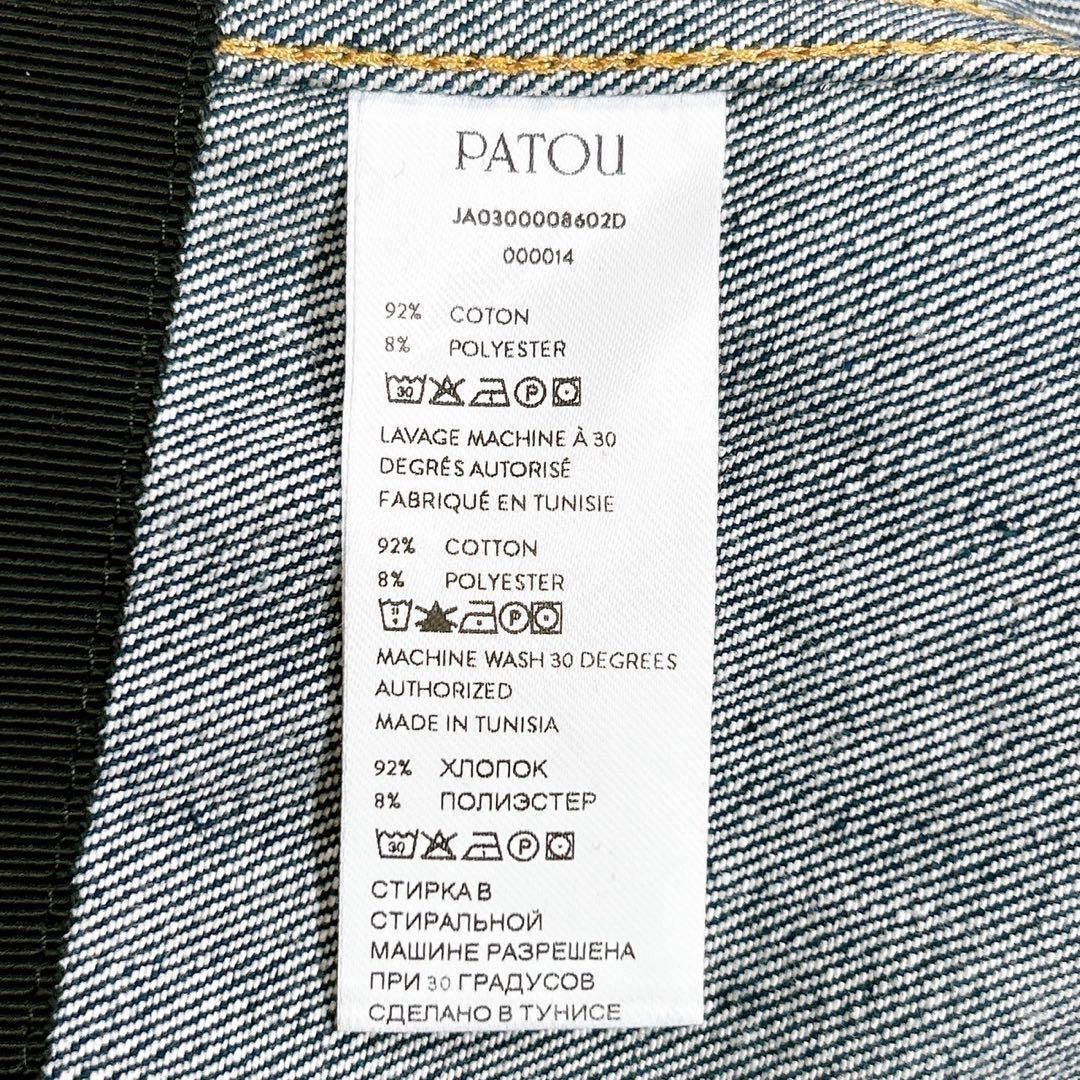 PATOU
JA0300008602D
000014
92% COTON
8% POLYESTER
30 P
LAVAGE MACHINE À 30
DEGRÉS AUTORISÉ
FABRIQUÉ EN TUNISIE
92% COTTON
8% POLYESTER
P
MACHINE WASH 30 DEGREES
AUTHORIZED
MADE IN TUNISIA
92% ХЛОПОК
8% ПОЛИЭСТЕР
30 P
СТИРКА В
СТИРАЛЬНОЙ
МАШИНЕ РАЗРЕШЕНА
ПРИ 30 ГРАДУСОВ
СДЕЛАНО В ТУНИСЕ